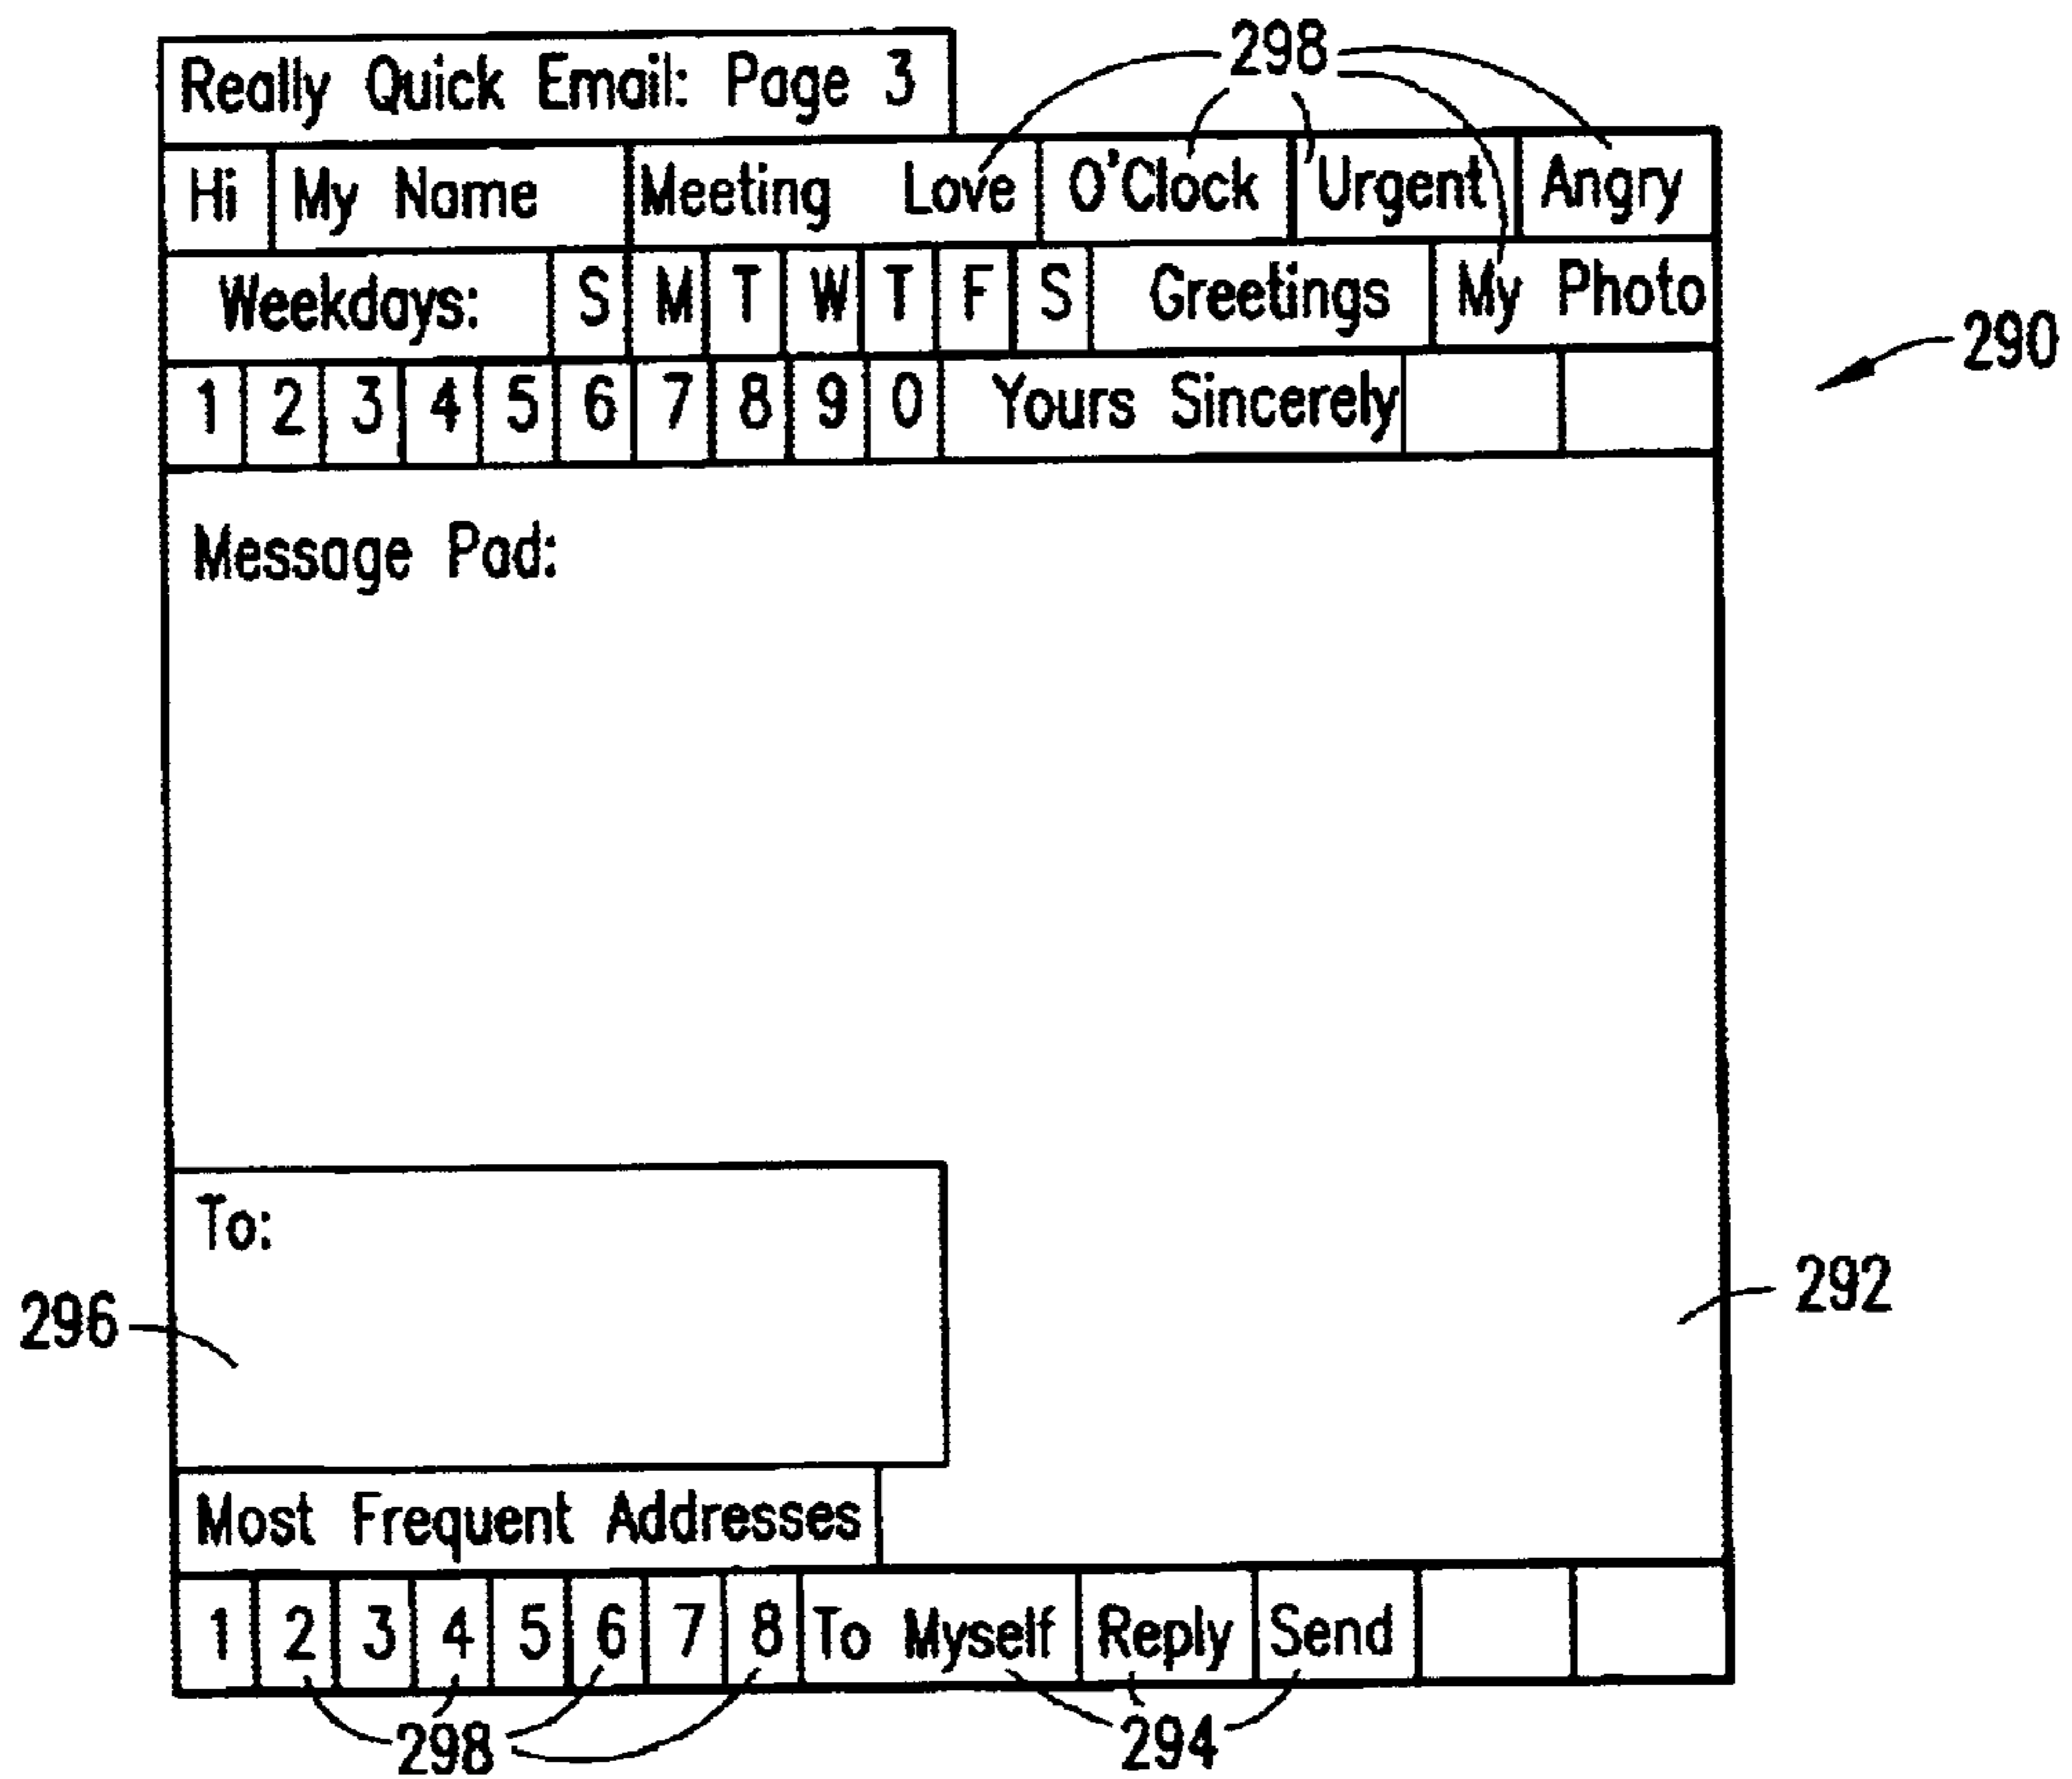 298
Really Quick Email: Page 3
Hi My Name Meeting Love O'Clock Urgent Angry
Weekdays: S M T W T F S Greetings My Photo
290
1 2 3 4 5 6 7 8 9 0 Yours Sincerely
Message Pad:
To:
292
296
Most Frequent Addresses
1 2 3 4 5 6 7 8 To Myself Reply Send
298 294